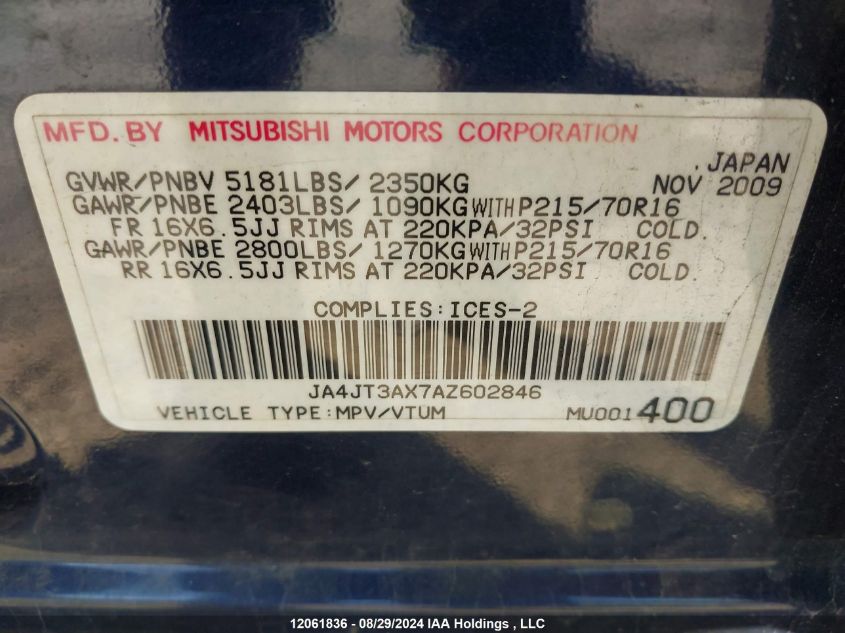 MFD. BY MITSUBISHI MOTORS CORPORATION
JAPAN
GVWR/PNBV 5181LBS/ 2350KG NOV 2009
GAWR/PNBE 2403LBS/ 1090KG WITH P215/70R16
FR 16X6.5JJ RIMS AT 220KPA/32PSI COLD.
GAWR/PNBE 2800LBS/ 1270KG WITH P215/70R16
RR 16X6.5JJ RIMS AT 220KPA/32PSI COLD.
COMPLIES:ICES-2
JA4JT3AX7AZ602846
VEHICLE TYPE:MPV/VTUM MU001400
12061836 - 08/29/2024 IAA Holdings , LLC